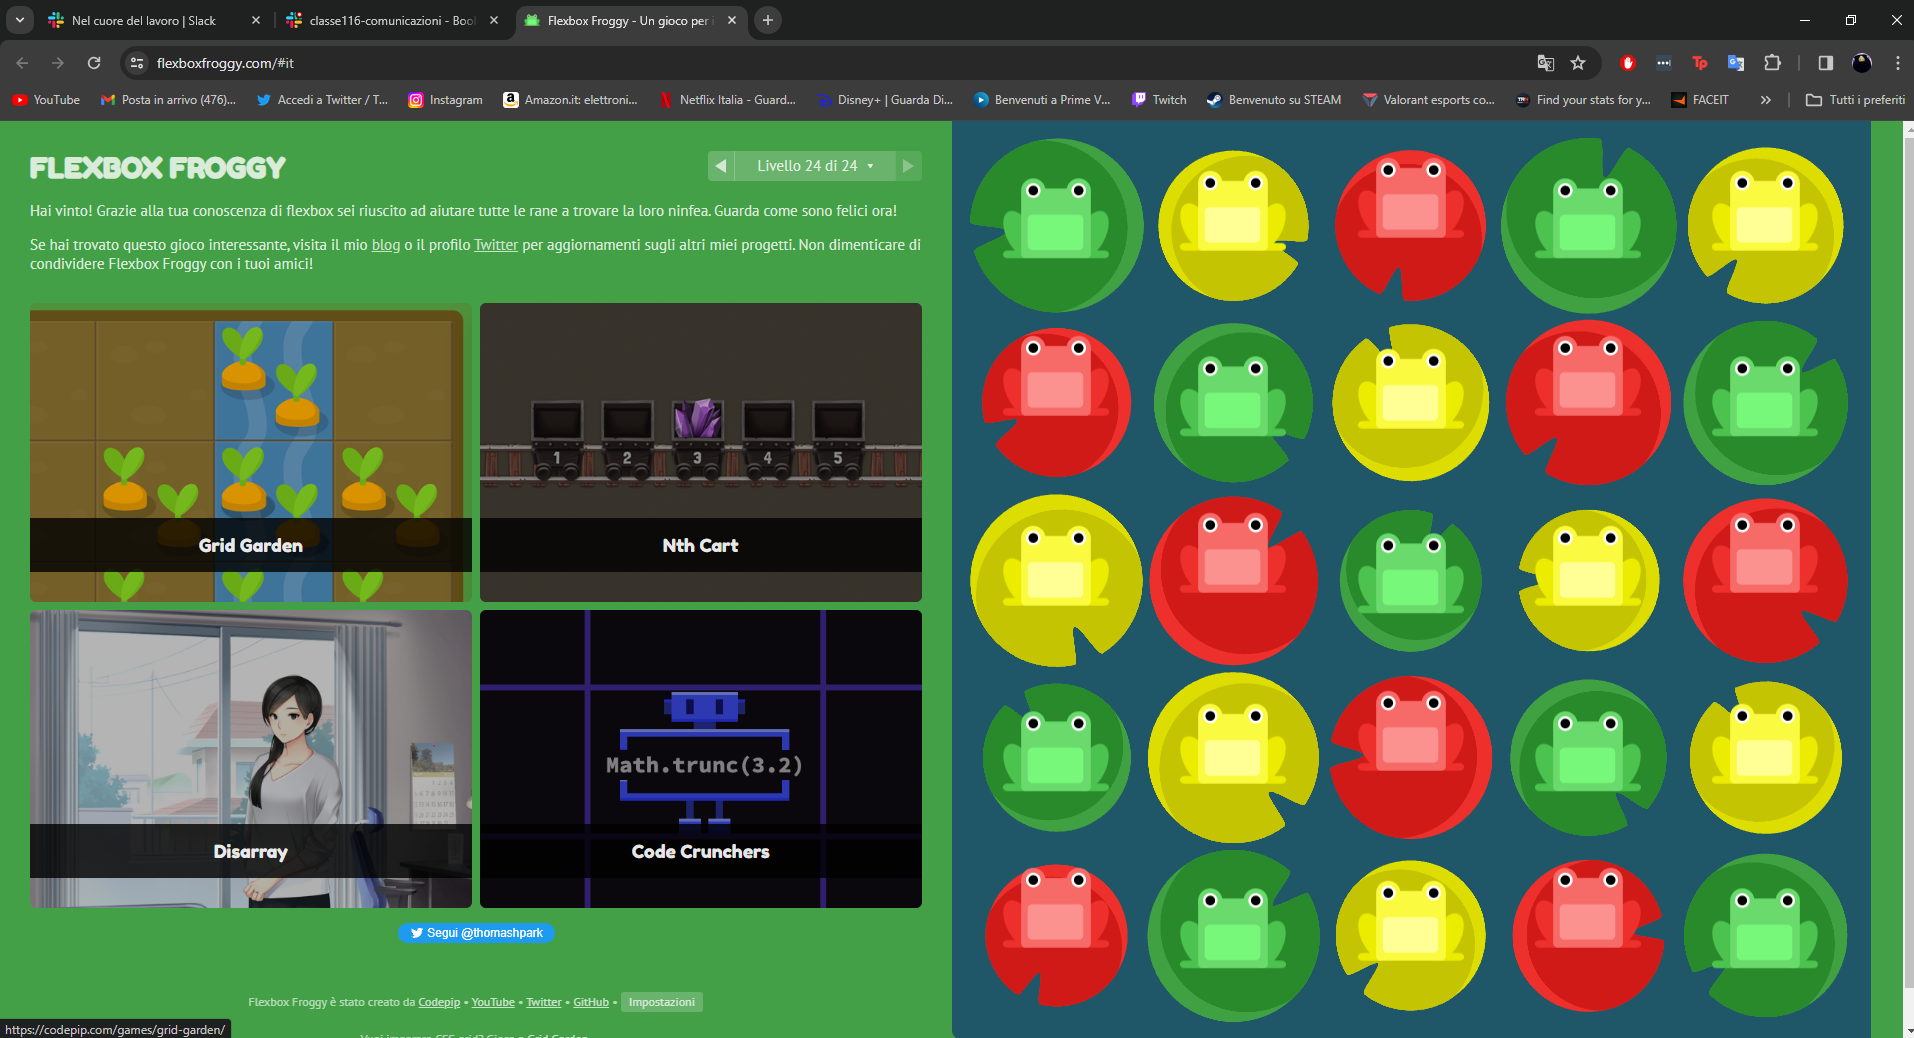 Nel cuore del lavoro | Slack
classe116-comunicazioni - Bool
Flexbox Froggy - Un gioco per i
flexboxfroggy.com/#it
YouTube
Posta in arrivo (476)...
Accedi a Twitter / T...
Instagram
Amazon.it: elettroni...
Netflix Italia - Guard...
Disney+ | Guarda Di...
Benvenuti a Prime V...
Twitch
Benvenuto su STEAM
Valorant esports co...
Find your stats for y...
FACEIT
Tutti i preferiti
FLEXBOX FROGGY
Livello 24 di 24
Hai vinto! Grazie alla tua conoscenza di flexbox sei riuscito ad aiutare tutte le rane a trovare la loro ninfea. Guarda come sono felici ora!
Se hai trovato questo gioco interessante, visita il mio blog o il profilo Twitter per aggiornamenti sugli altri miei progetti. Non dimenticare di
condividere Flexbox Froggy con i tuoi amici!
1 2 3 4 5
Grid Garden
Nth Cart
Math.trunc(3.2)
Disarray
Code Crunchers
Segui @thomashpark
Flexbox Froggy è stato creato da Codepip • YouTube • Twitter • GitHub • Impostazioni
https://codepip.com/games/grid-garden/